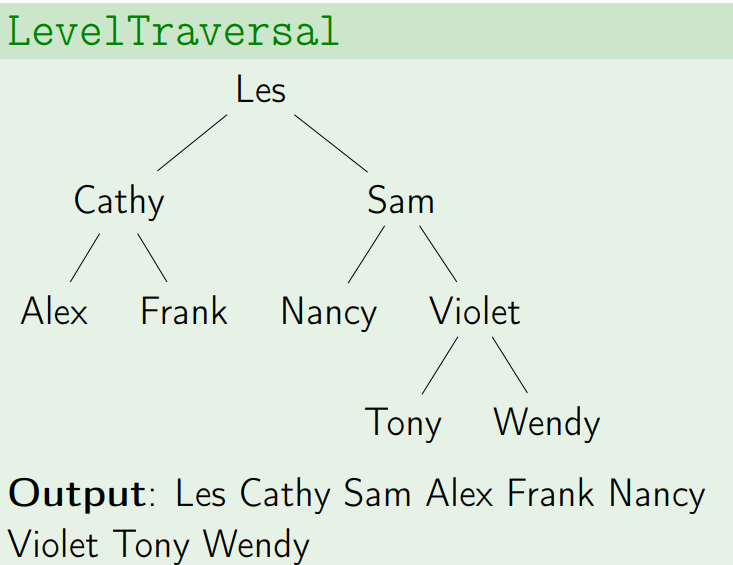 LevelTraversal
Les
Cathy Sam
Alex Frank Nancy Violet
Tony Wendy
Output: Les Cathy Sam Alex Frank Nancy
Violet Tony Wendy